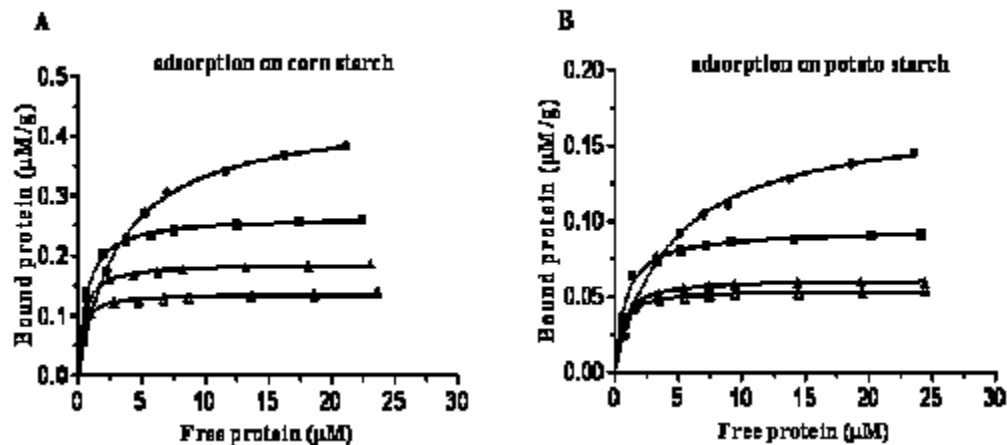 A
adsorption on corn starch
Bound protein (µM/g)
0.5
0.4
0.3
0.2
0.1
0.0
0 5 10 15 20 25 30
Free protein (µM)
B
adsorption on potato starch
Bound protein (µM/g)
0.20
0.15
0.10
0.05
0.00
0 5 10 15 20 25 30
Free protein (µM)